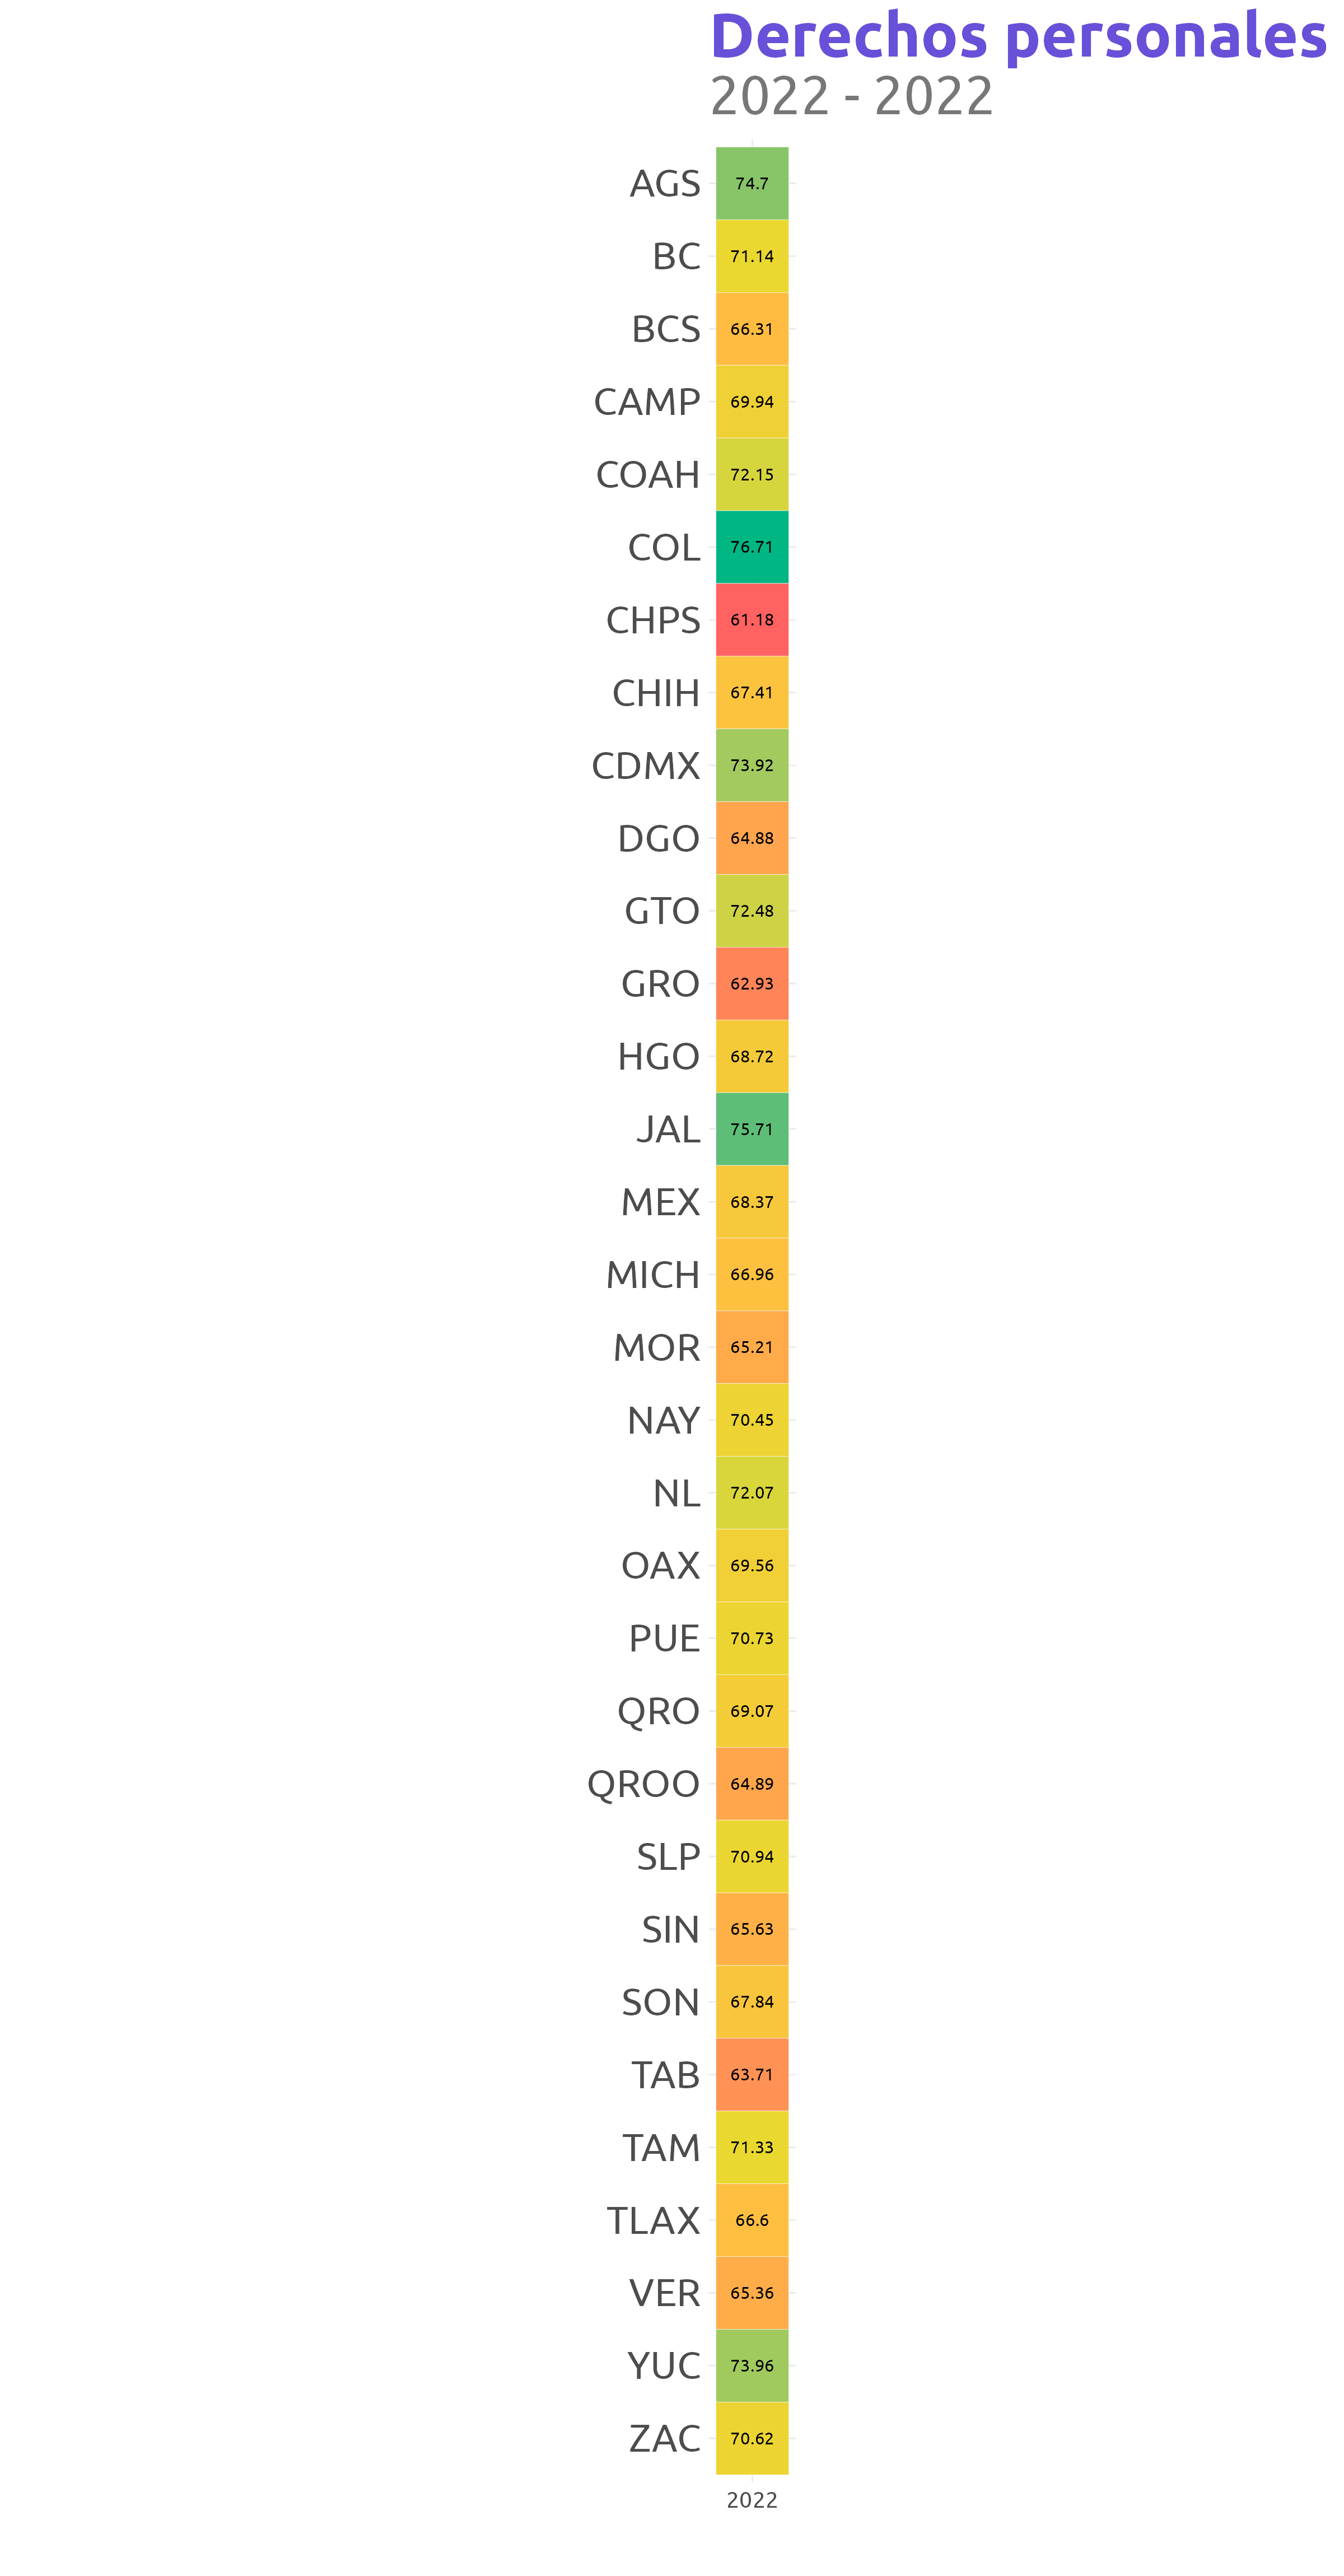 Derechos personales
2022 - 2022
AGS 74.7
BC 71.14
BCS 66.31
CAMP 69.94
COAH 72.15
COL 76.71
CHPS 61.18
CHIH 67.41
CDMX 73.92
DGO 64.88
GTO 72.48
GRO 62.93
HGO 68.72
JAL 75.71
MEX 68.37
MICH 66.96
MOR 65.21
NAY 70.45
NL 72.07
OAX 69.56
PUE 70.73
QRO 69.07
QROO 64.89
SLP 70.94
SIN 65.63
SON 67.84
TAB 63.71
TAM 71.33
TLAX 66.6
VER 65.36
YUC 73.96
ZAC 70.62
2022